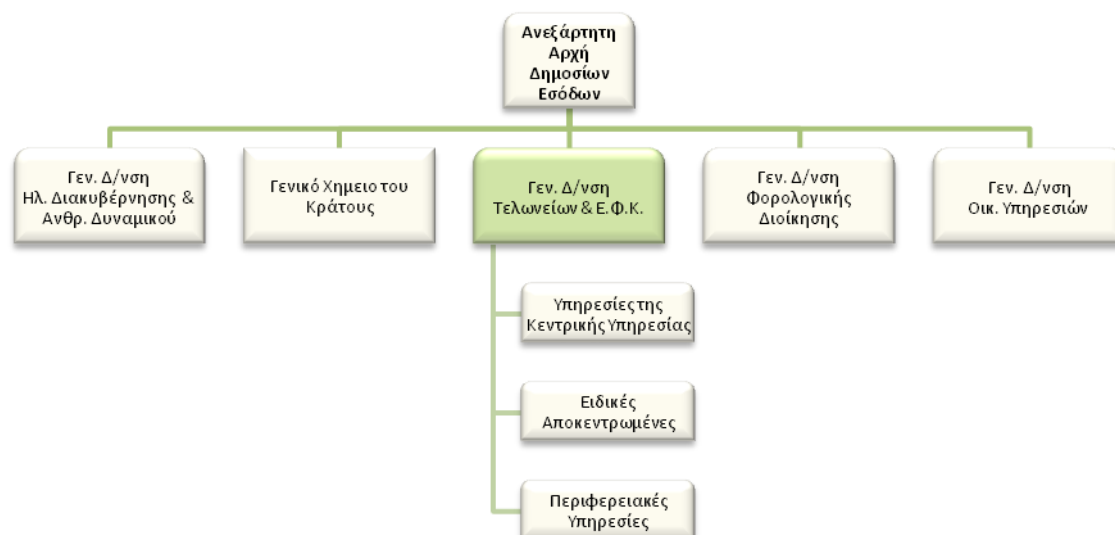 Ανεξάρτητη
Αρχή
Δημοσίων
Εσόδων
Γεν. Δ/νση
Ηλ. Διακυβέρνησης &
Ανθρ. Δυναμικού
Γενικό Χημειο του
Κράτους
Γεν. Δ/νση
Τελωνείων & Ε.Φ.Κ.
Γεν. Δ/νση
Φορολογικής
Διοίκησης
Γεν. Δ/νση
Οικ. Υπηρεσιών
Υπηρεσίες της
Κεντρικής Υπηρεσίας
Ειδικές
Αποκεντρωμένες
Περιφερειακές
Υπηρεσίες